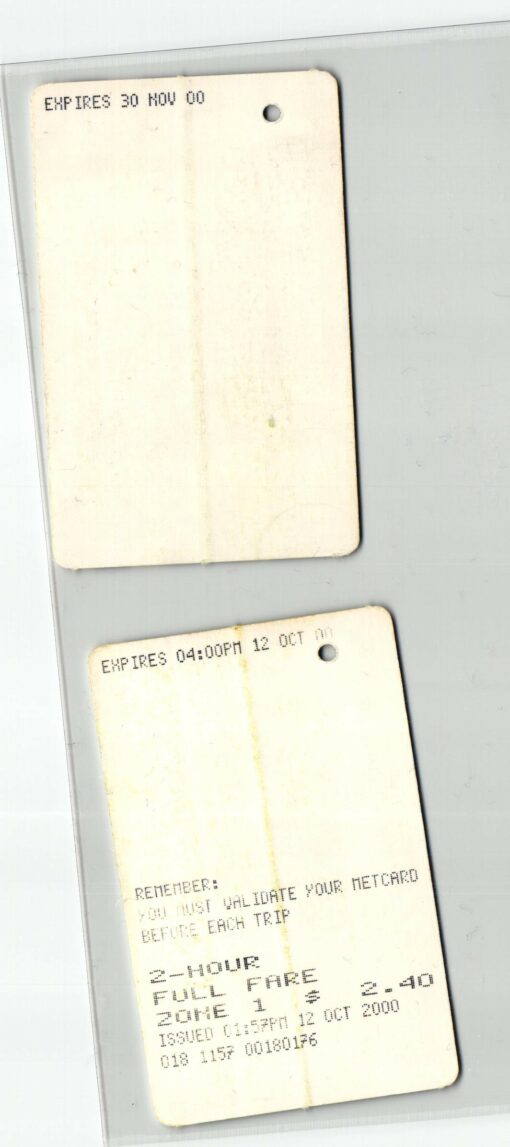 EXPIRES 30 NOV 00
EXPIRES 04:00PM 12 OCT 00
REMEMBER:
YOU MUST VALIDATE YOUR METCARD
BEFORE EACH TRIP
2-HOUR
FULL FARE
ZONE 1 $ 2.40
ISSUED 01:57PM 12 OCT 2000
018 1157 00180176